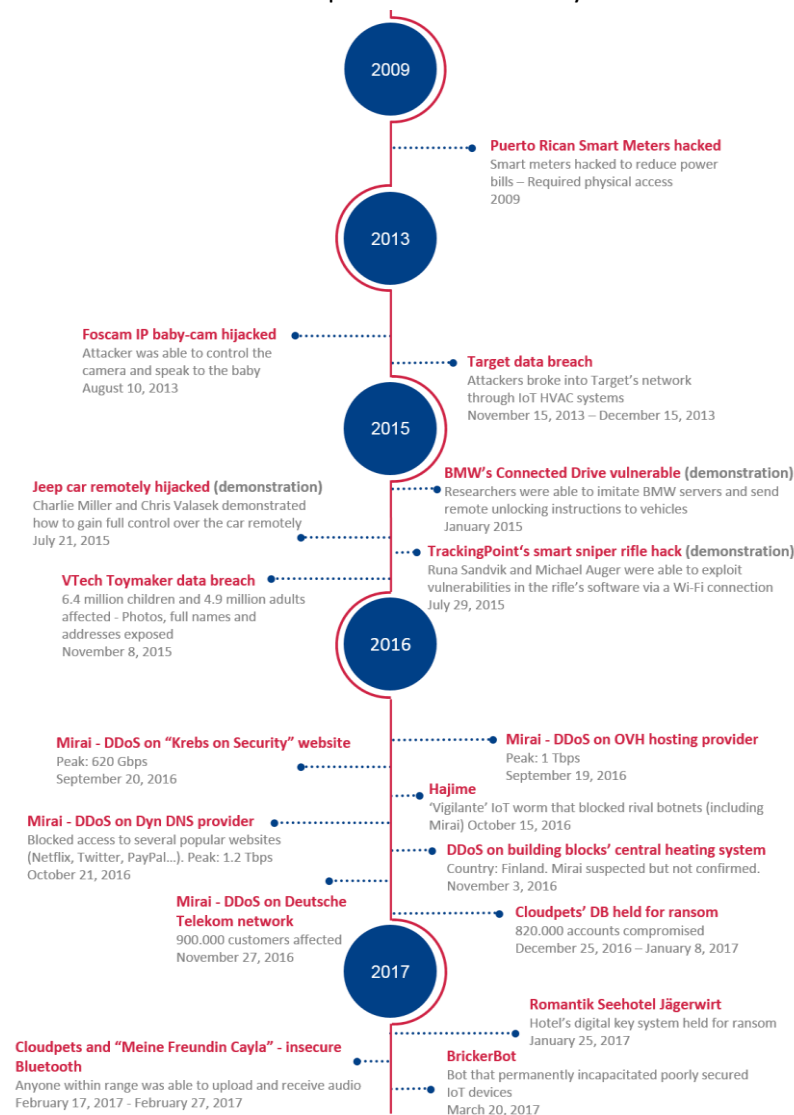 2009
Puerto Rican Smart Meters hacked
Smart meters hacked to reduce power
bills – Required physical access
2009
2013
Foscam IP baby-cam hijacked
Attacker was able to control the
camera and speak to the baby
August 10, 2013
Target data breach
Attackers broke into Target's network
through IoT HVAC systems
November 15, 2013 – December 15, 2013
2015
BMW's Connected Drive vulnerable (demonstration)
Researchers were able to imitate BMW servers and send
remote unlocking instructions to vehicles
January 2015
Jeep car remotely hijacked (demonstration)
Charlie Miller and Chris Valasek demonstrated
how to gain full control over the car remotely
July 21, 2015
TrackingPoint‘s smart sniper rifle hack (demonstration)
Runa Sandvik and Michael Auger were able to exploit
vulnerabilities in the rifle's software via a Wi-Fi connection
July 29, 2015
VTech Toymaker data breach
6.4 million children and 4.9 million adults
affected - Photos, full names and
addresses exposed
November 8, 2015
2016
Mirai - DDoS on OVH hosting provider
Peak: 1 Tbps
September 19, 2016
Mirai - DDoS on “Krebs on Security” website
Peak: 620 Gbps
September 20, 2016
Hajime
‘Vigilante’ IoT worm that blocked rival botnets (including
Mirai) October 15, 2016
Mirai - DDoS on Dyn DNS provider
Blocked access to several popular websites
(Netflix, Twitter, PayPal…). Peak: 1.2 Tbps
October 21, 2016
DDoS on building blocks’ central heating system
Country: Finland. Mirai suspected but not confirmed.
November 3, 2016
Mirai - DDoS on Deutsche
Telekom network
900.000 customers affected
November 27, 2016
Cloudpets’ DB held for ransom
820.000 accounts compromised
December 25, 2016 – January 8, 2017
2017
Romantik Seehotel Jägerwirt
Hotel's digital key system held for ransom
January 25, 2017
Cloudpets and “Meine Freundin Cayla” - insecure
Bluetooth
Anyone within range was able to upload and receive audio
February 17, 2017 - February 27, 2017
BrickerBot
Bot that permanently incapacitated poorly secured
IoT devices
March 20, 2017